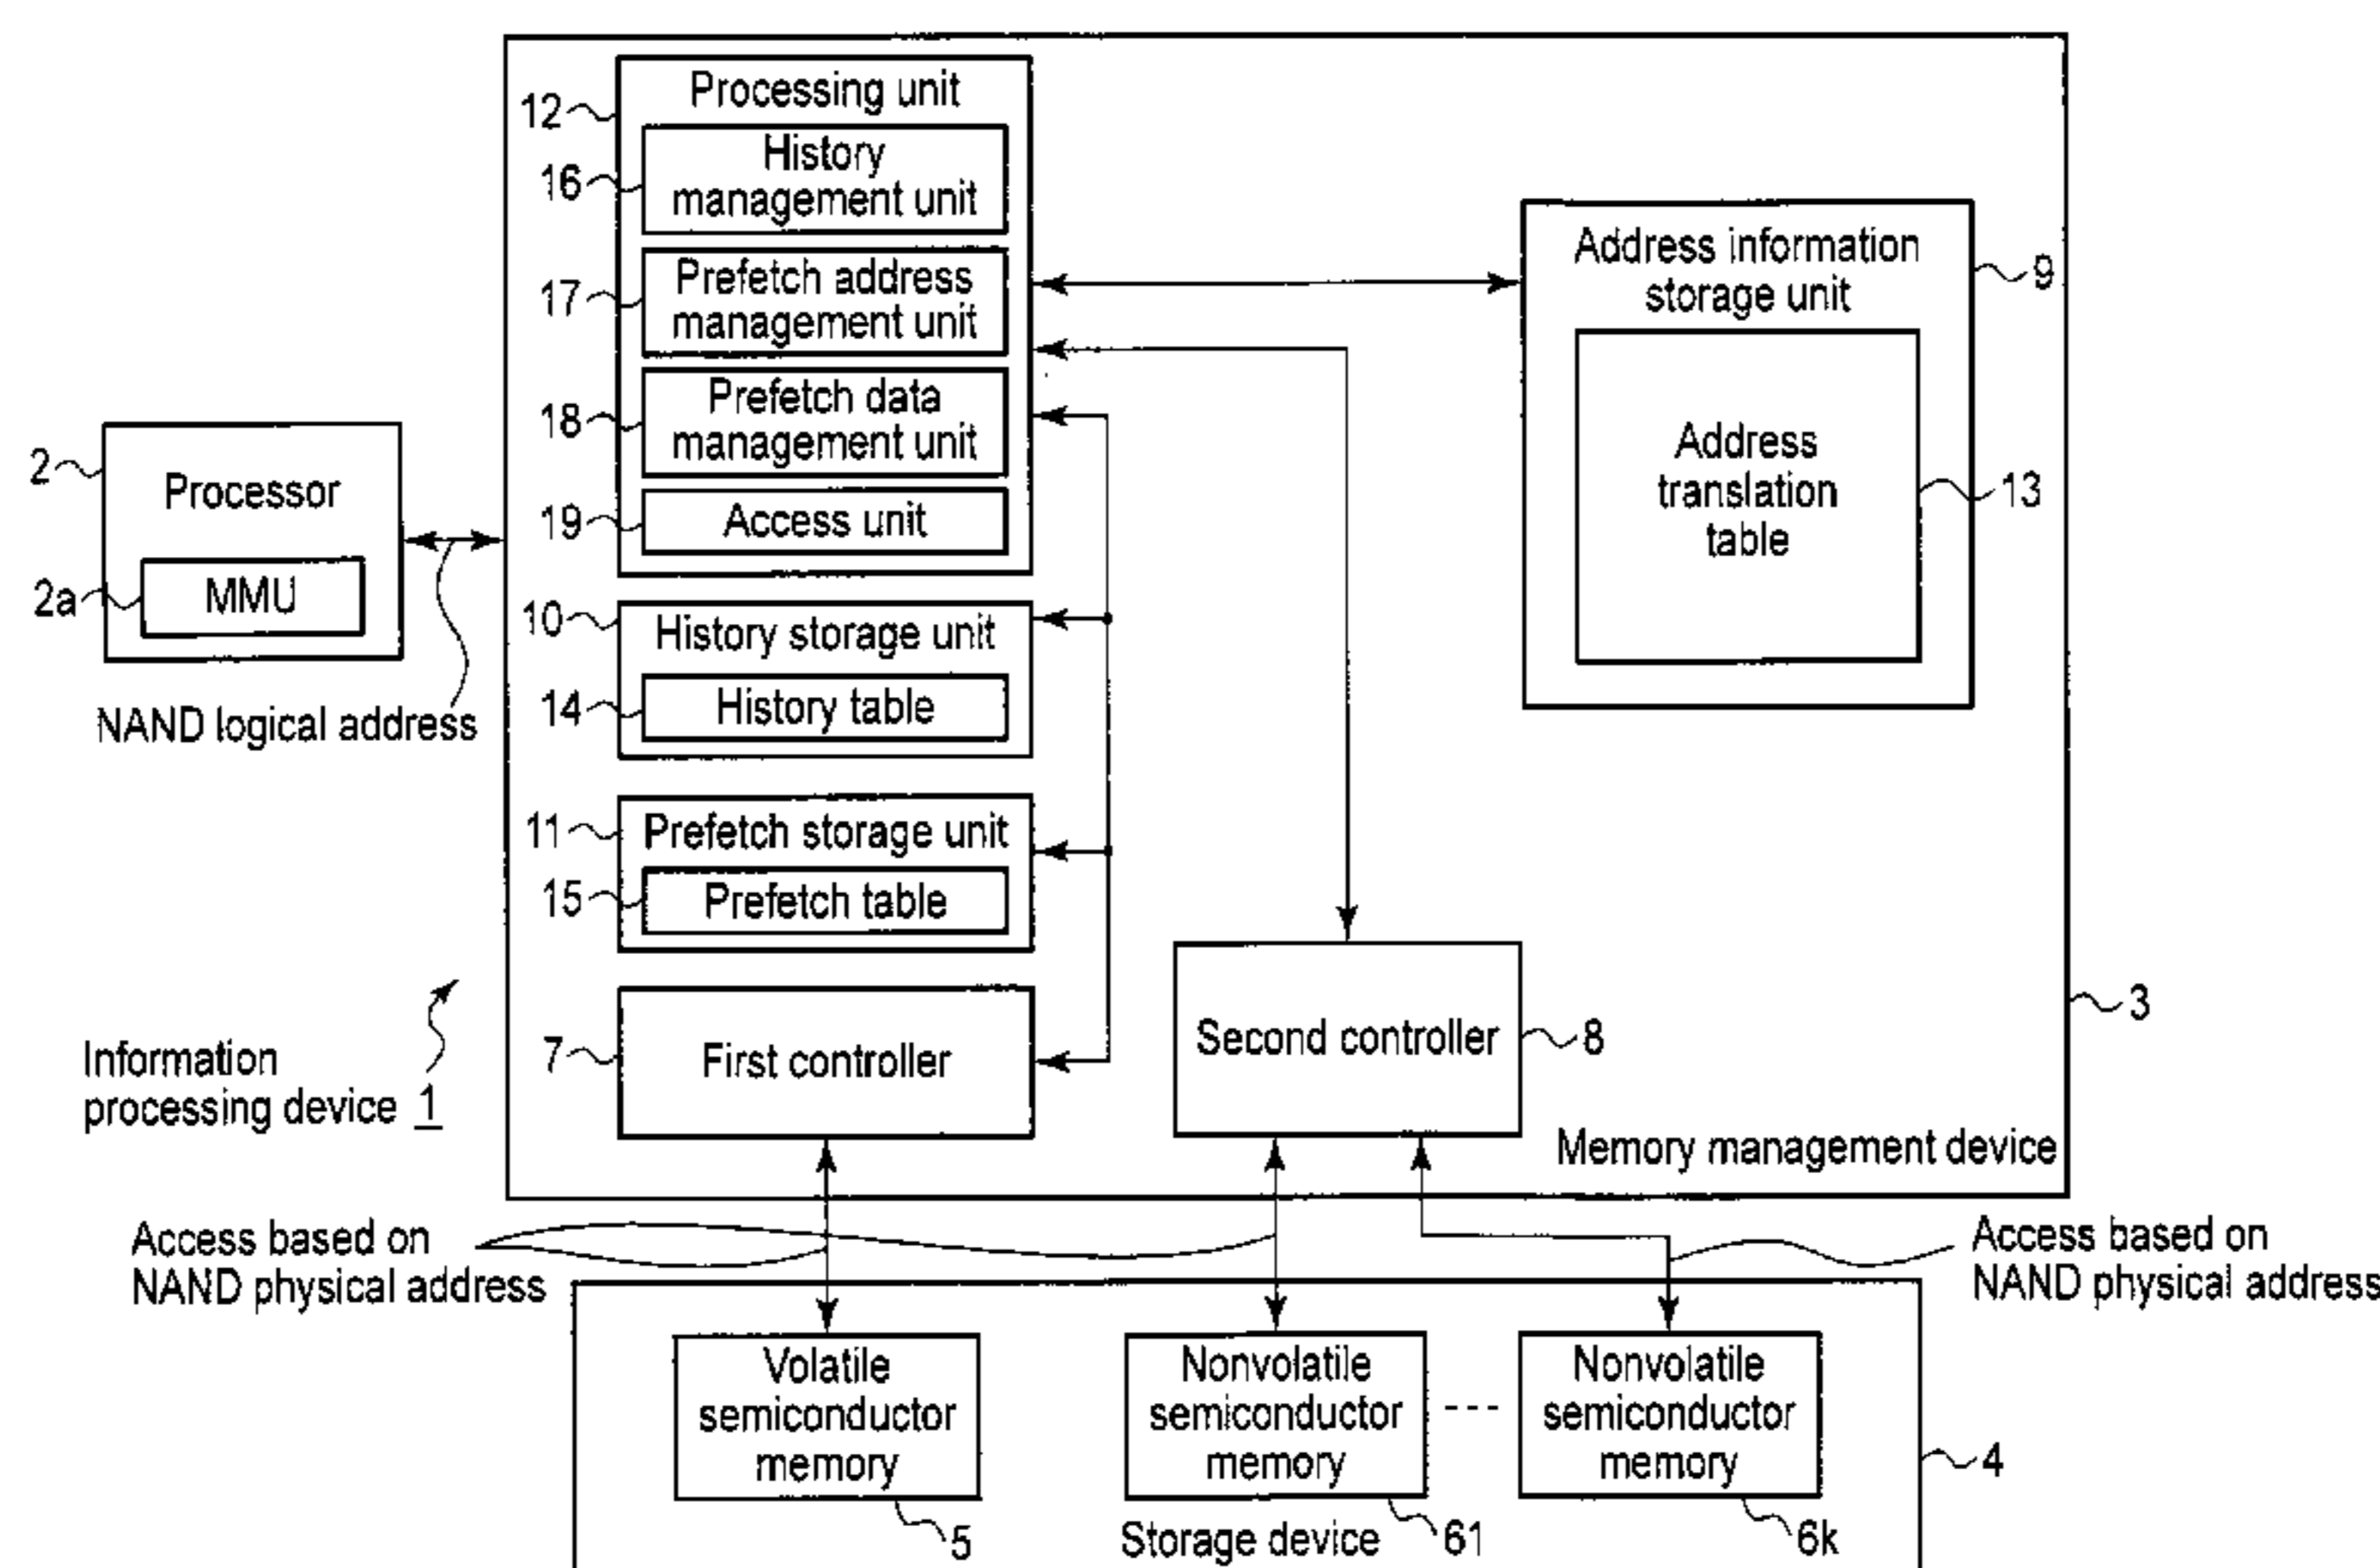 Processing unit
12
History
management unit
16
Prefetch address
management unit
17
Prefetch data
management unit
18
Access unit
19
Address information
storage unit
9
Address
translation
table
13
2
Processor
2a
MMU
NAND logical address
10
History storage unit
14
History table
11
Prefetch storage unit
15
Prefetch table
7
First controller
Second controller
8
3
Information
processing device 1
Memory management device
Access based on
NAND physical address
Access based on
NAND physical address
Volatile
semiconductor
memory
5
Nonvolatile
semiconductor
memory
61
---
Nonvolatile
semiconductor
memory
6k
4
Storage device